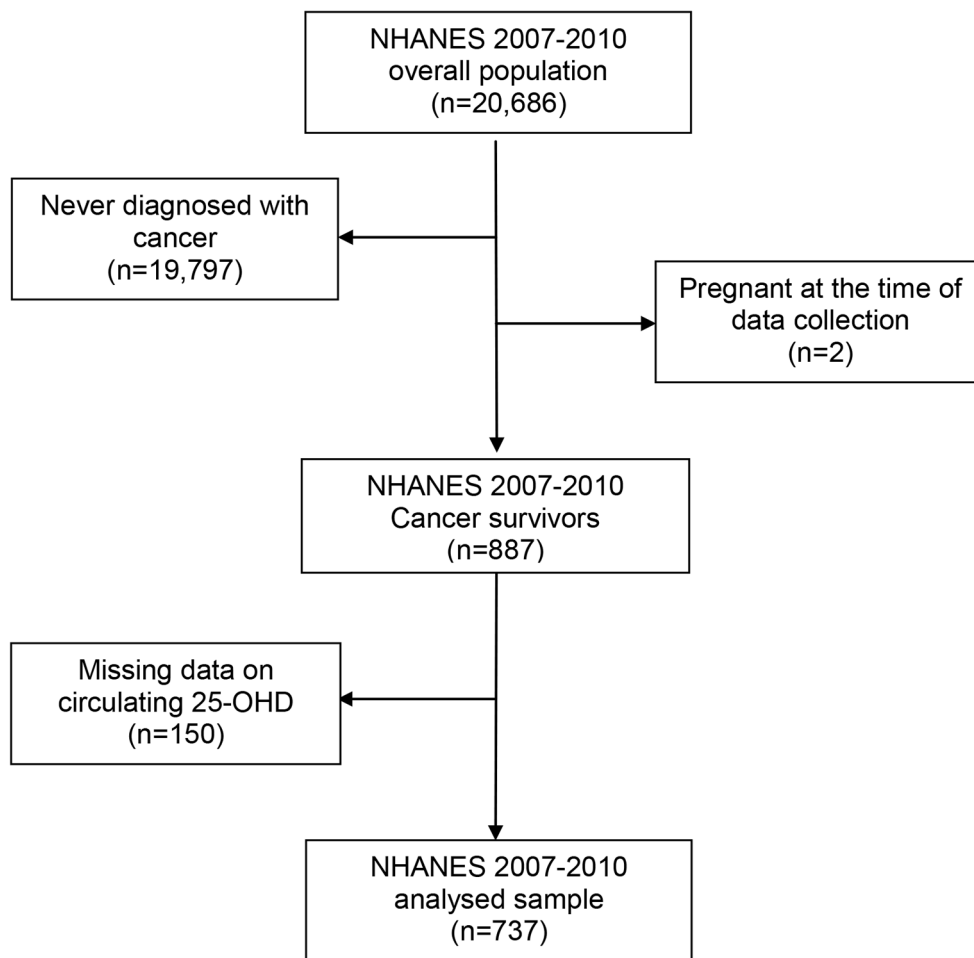 NHANES 2007-2010
overall population
(n=20,686)
Never diagnosed with
cancer
(n=19,797)
Pregnant at the time of
data collection
(n=2)
NHANES 2007-2010
Cancer survivors
(n=887)
Missing data on
circulating 25-OHD
(n=150)
NHANES 2007-2010
analysed sample
(n=737)